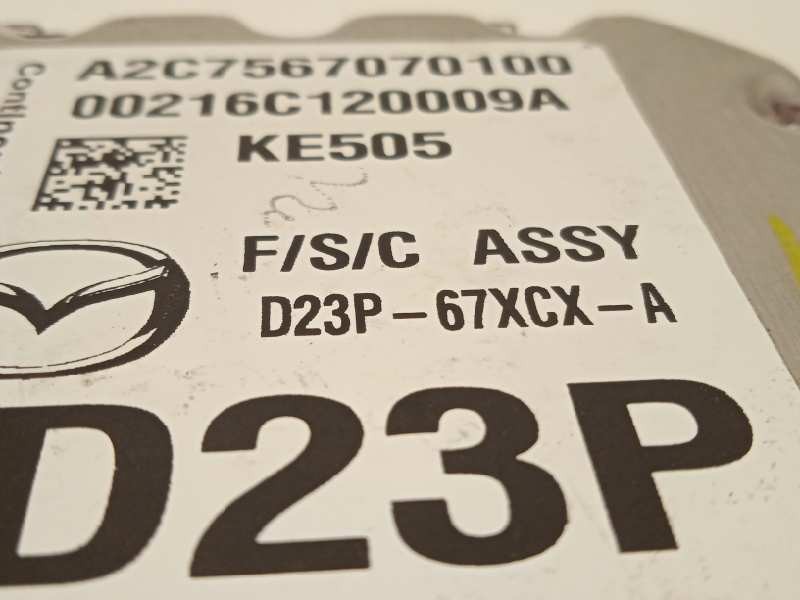 A2C7567070100
00216C120009A
KE505
F/S/C ASSY
D23P-67XCX-A
D23P